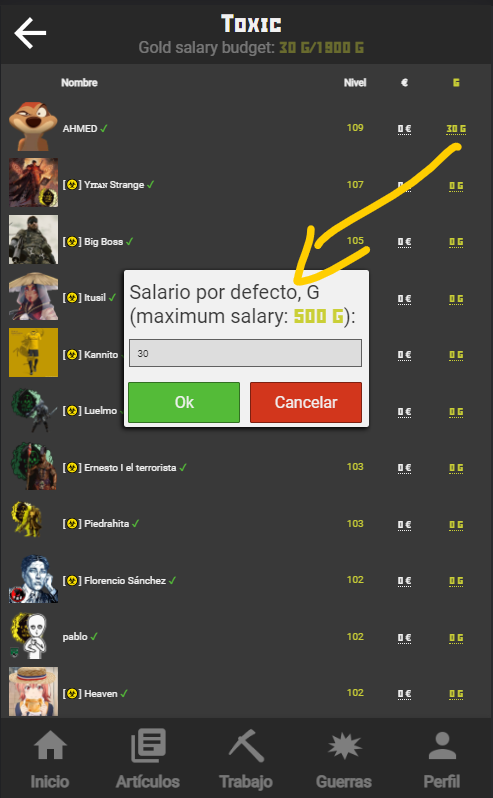 Toxic
Gold salary budget: 30 G/1900 G
Nombre Nivel € G
AHMED ✓ 109 0 € 30 G
[☣] Yᴛᴇᴀɴ Strange ✓ 107 0 € 0 G
[☣] Big Boss ✓ 105 0 € 0 G
[☣] Itusil ✓ 0 € 0 G
Salario por defecto, G
(maximum salary: 500 G):
30
Ok Cancelar
[☣] Kannito 0 € 0 G
[☣] Luelmo 0 € 0 G
[☣] Ernesto I el terrorista ✓ 103 0 € 0 G
[☣] Piedrahita ✓ 103 0 € 0 G
[☣] Florencio Sánchez ✓ 102 0 € 0 G
pablo ✓ 102 0 € 0 G
[☣] Heaven ✓ 102 0 € 0 G
Inicio Artículos Trabajo Guerras Perfil